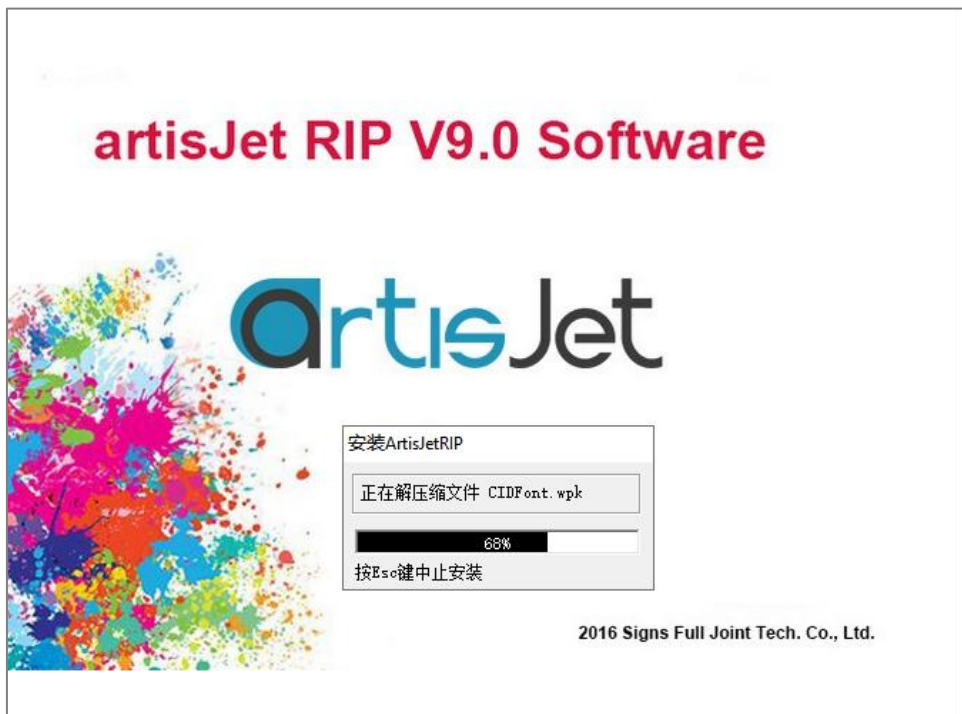 artisJet RIP V9.0 Software
artisJet
安装ArtisJetRIP
正在解压缩文件 CIDFont.wpk
68%
按Esc键中止安装
2016 Signs Full Joint Tech. Co., Ltd.